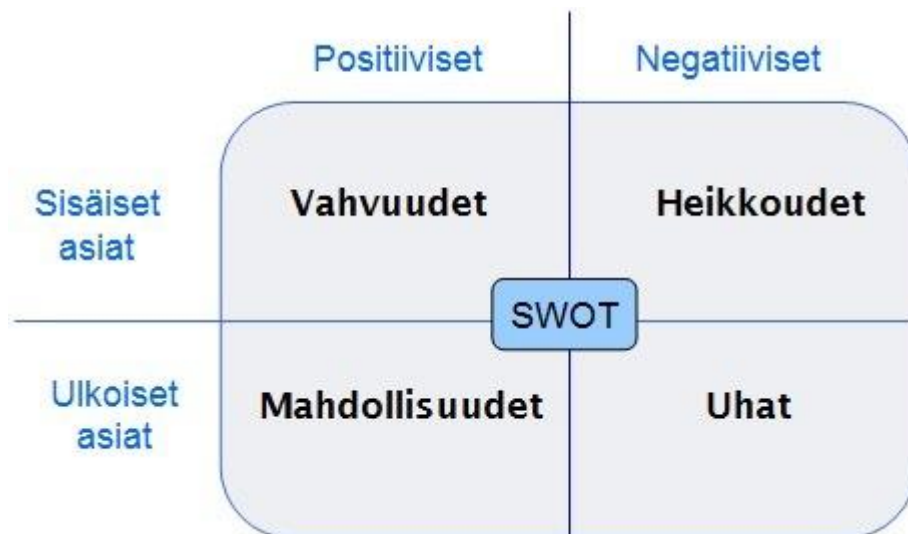 Positiiviset
Negatiiviset
Sisäiset
asiat
Vahvuudet
Heikkoudet
SWOT
Ulkoiset
asiat
Mahdollisuudet
Uhat